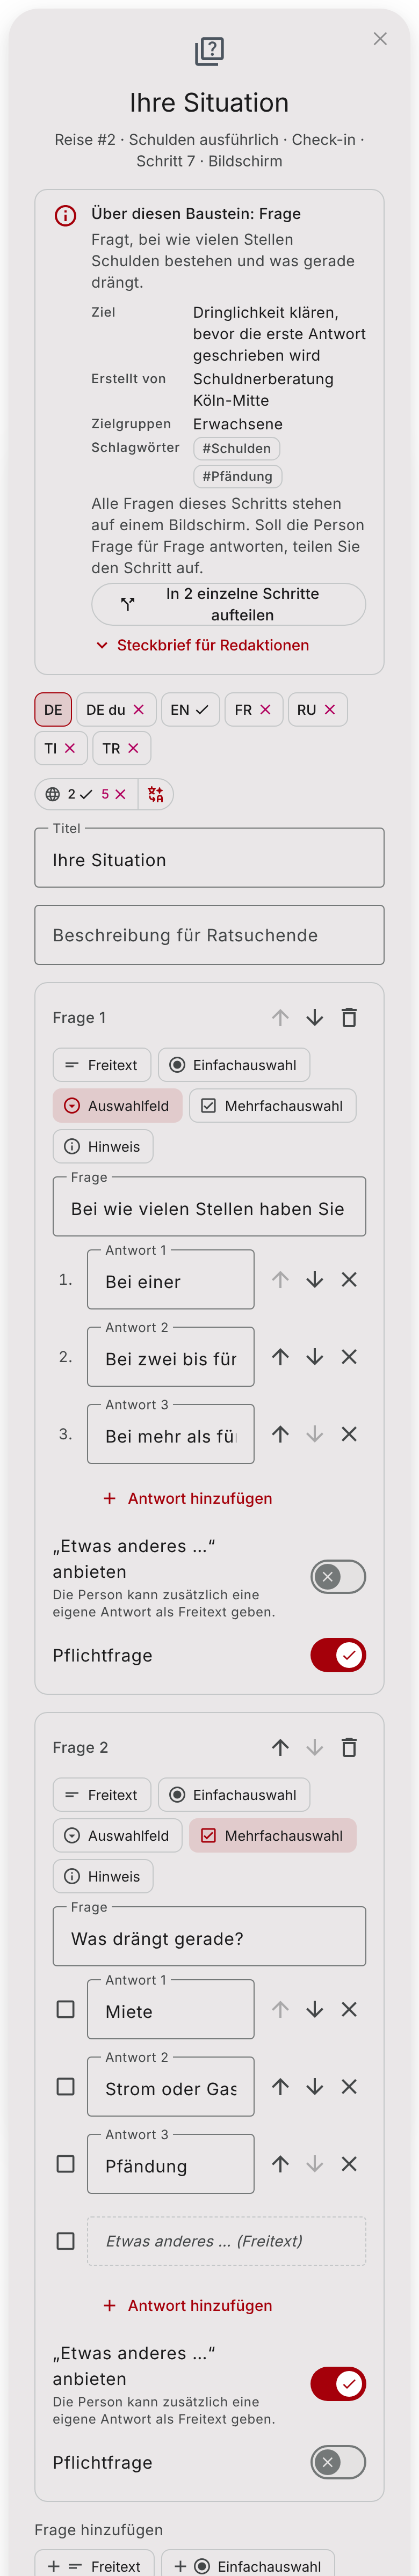 Ihre Situation
Reise #2 · Schulden ausführlich · Check-in ·
Schritt 7 · Bildschirm
Über diesen Baustein: Frage
Fragt, bei wie vielen Stellen
Schulden bestehen und was gerade
drängt.
Ziel
Dringlichkeit klären,
bevor die erste Antwort
geschrieben wird
Erstellt von
Schuldnerberatung
Köln-Mitte
Zielgruppen
Erwachsene
Schlagwörter
#Schulden
#Pfändung
Alle Fragen dieses Schritts stehen
auf einem Bildschirm. Soll die Person
Frage für Frage antworten, teilen Sie
den Schritt auf.
In 2 einzelne Schritte
aufteilen
Steckbrief für Redaktionen
DE
DE du
EN
FR
RU
TI
TR
2
5
Titel
Ihre Situation
Beschreibung für Ratsuchende
Frage 1
Freitext
Einfachauswahl
Auswahlfeld
Mehrfachauswahl
Hinweis
Frage
Bei wie vielen Stellen haben Sie
Antwort 1
1.
Bei einer
Antwort 2
2.
Bei zwei bis
Antwort 3
3.
Bei mehr als
Antwort hinzufügen
„Etwas anderes ...“
anbieten
Die Person kann zusätzlich eine
eigene Antwort als Freitext geben.
Pflichtfrage
Frage 2
Freitext
Einfachauswahl
Auswahlfeld
Mehrfachauswahl
Hinweis
Frage
Was drängt gerade?
Antwort 1
Miete
Antwort 2
Strom oder Gas
Antwort 3
Pfändung
Etwas anderes ... (Freitext)
Antwort hinzufügen
„Etwas anderes ...“
anbieten
Die Person kann zusätzlich eine
eigene Antwort als Freitext geben.
Pflichtfrage
Frage hinzufügen
Freitext
Einfachauswahl